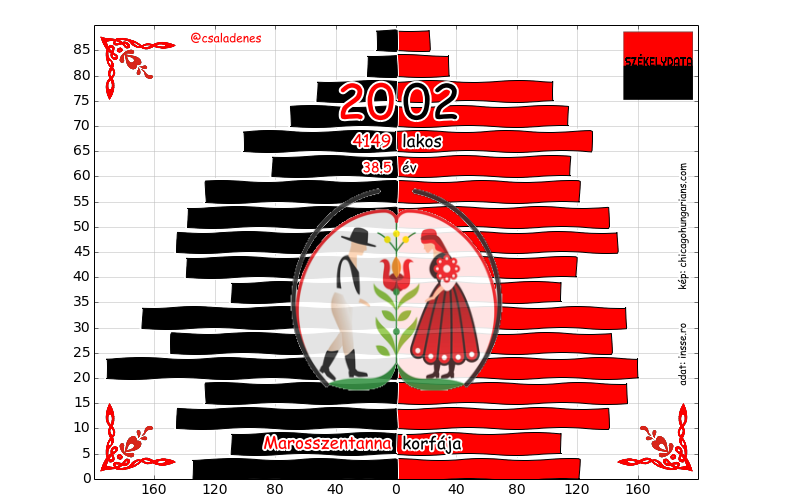 @csaladenes
SZÉKELYDATA
2002
4149 lakos
38.5 év
kép: chicagohungarians.com
adat: insse.ro
Marosszentanna korfája
85
80
75
70
65
60
55
50
45
40
35
30
25
20
15
10
5
0
160 120 80 40 0 40 80 120 160